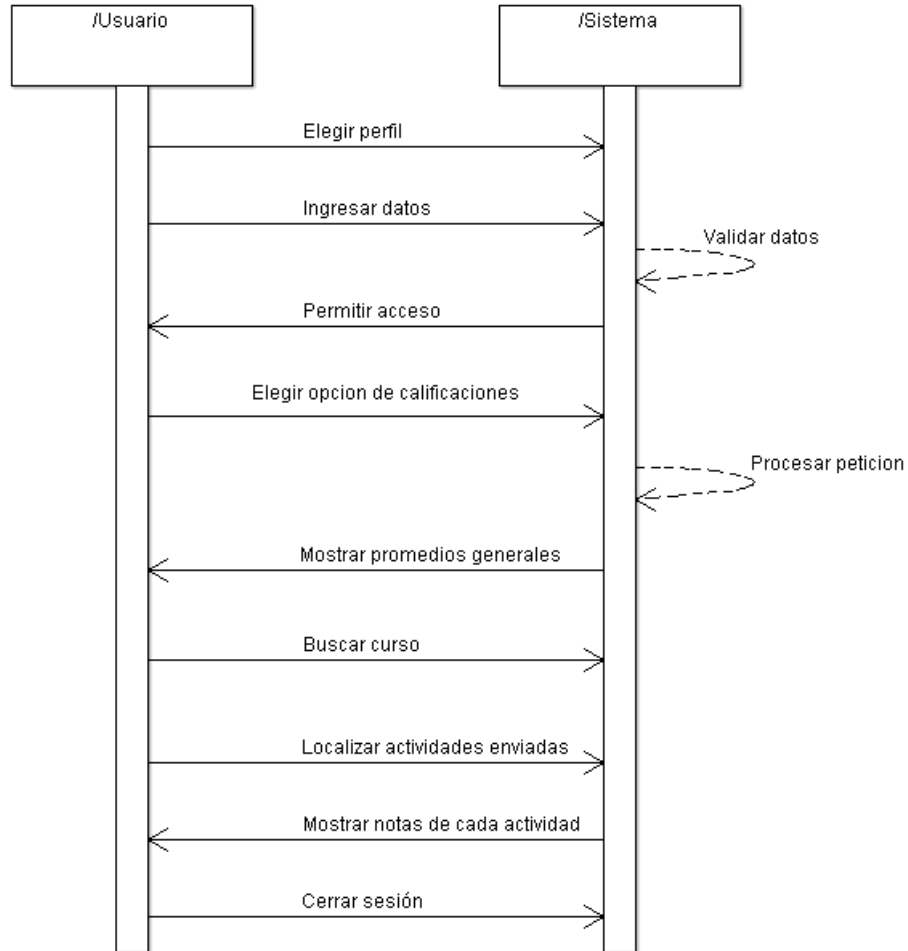 /Usuario
/Sistema
Elegir perfil
Ingresar datos
Validar datos
Permitir acceso
Elegir opcion de calificaciones
Procesar peticion
Mostrar promedios generales
Buscar curso
Localizar actividades enviadas
Mostrar notas de cada actividad
Cerrar sesión